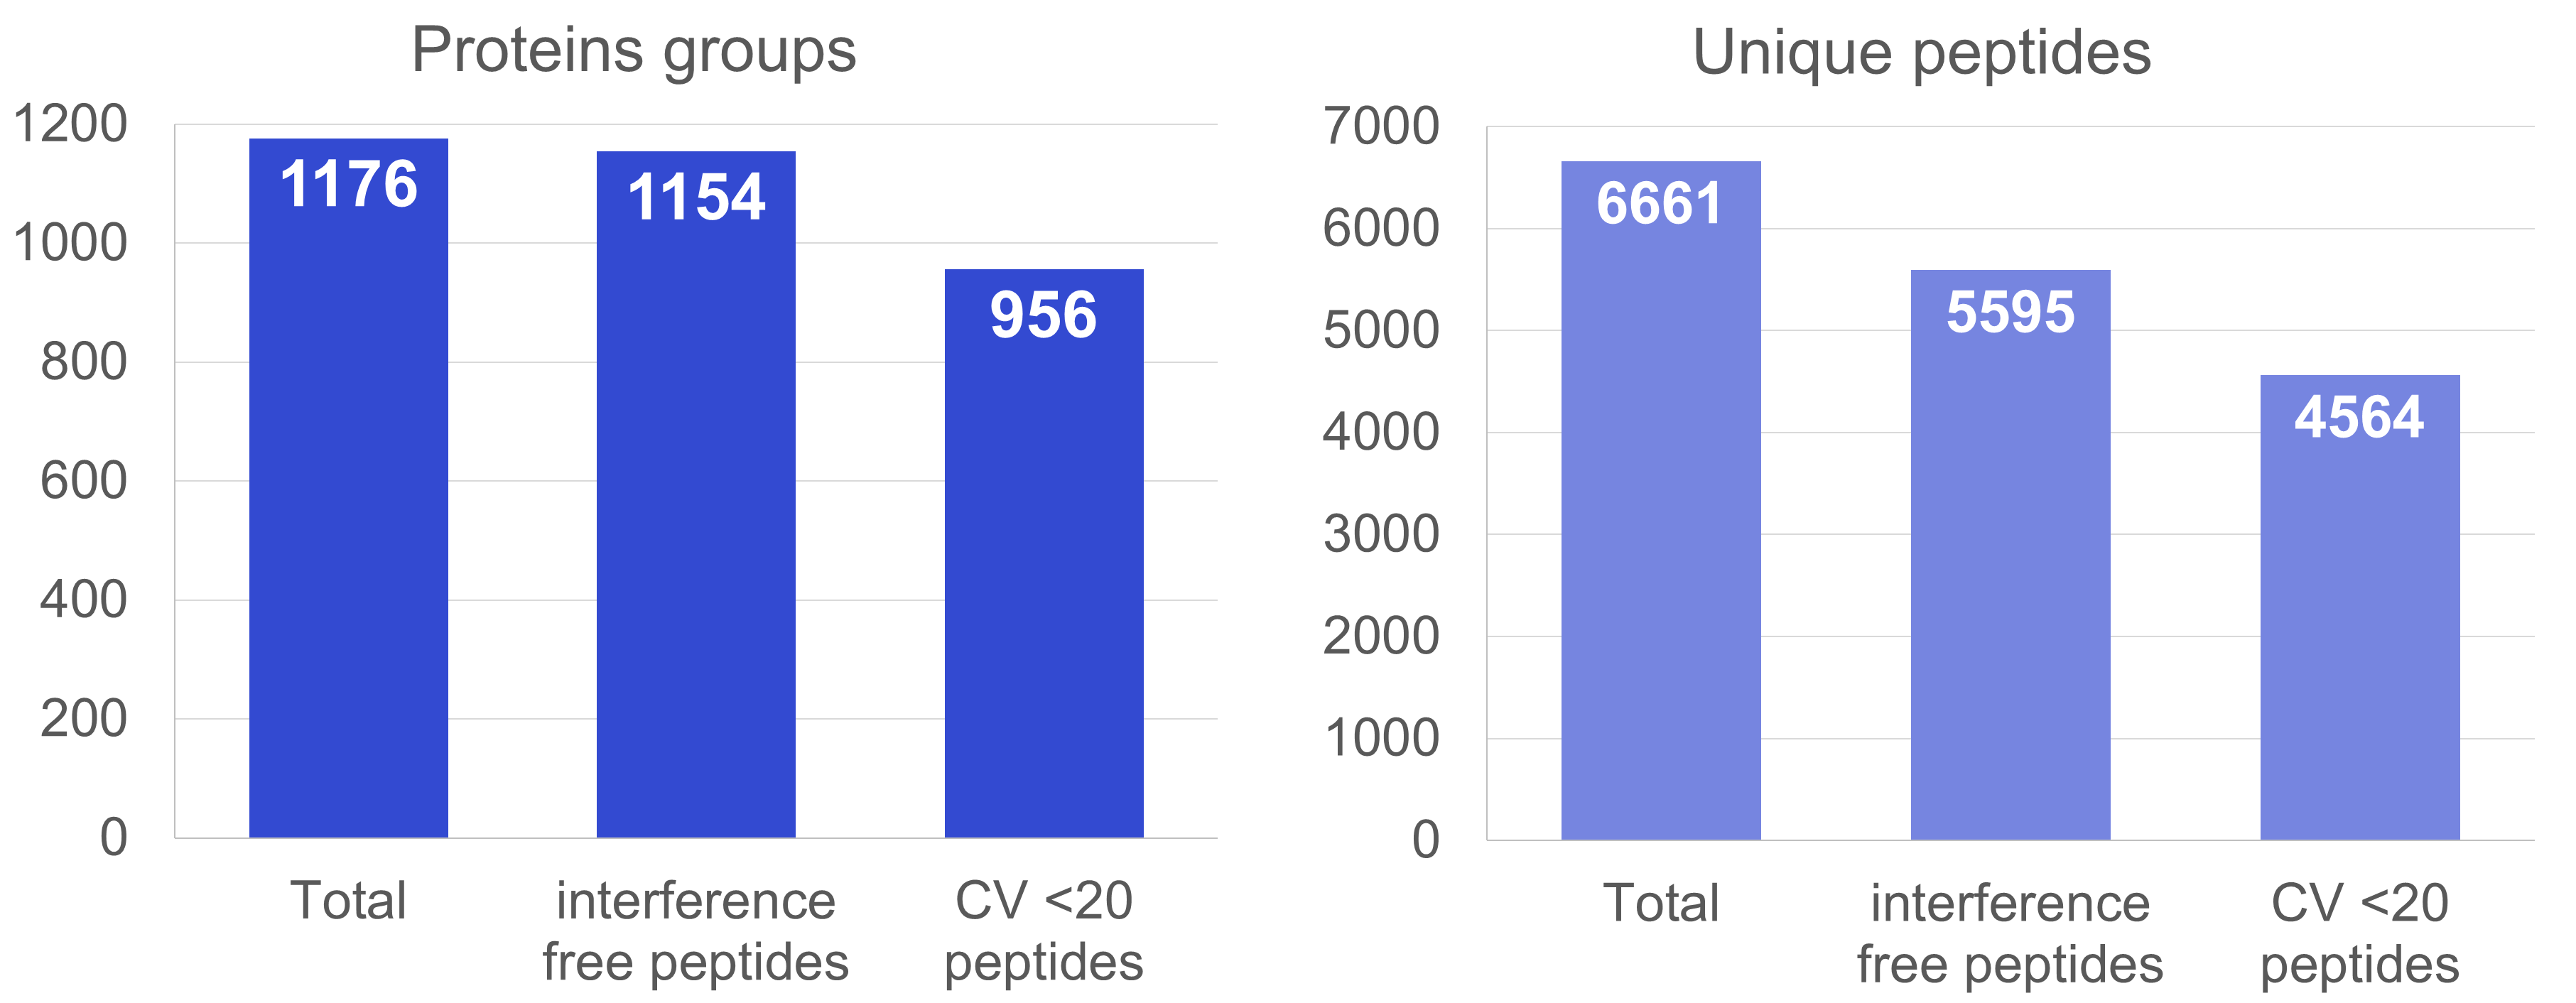 Proteins groups
1200
1000
800
600
400
200
0
1176
1154
956
Total
interference
free peptides
CV <20
peptides
Unique peptides
7000
6000
5000
4000
3000
2000
1000
0
6661
5595
4564
Total
interference
free peptides
CV <20
peptides